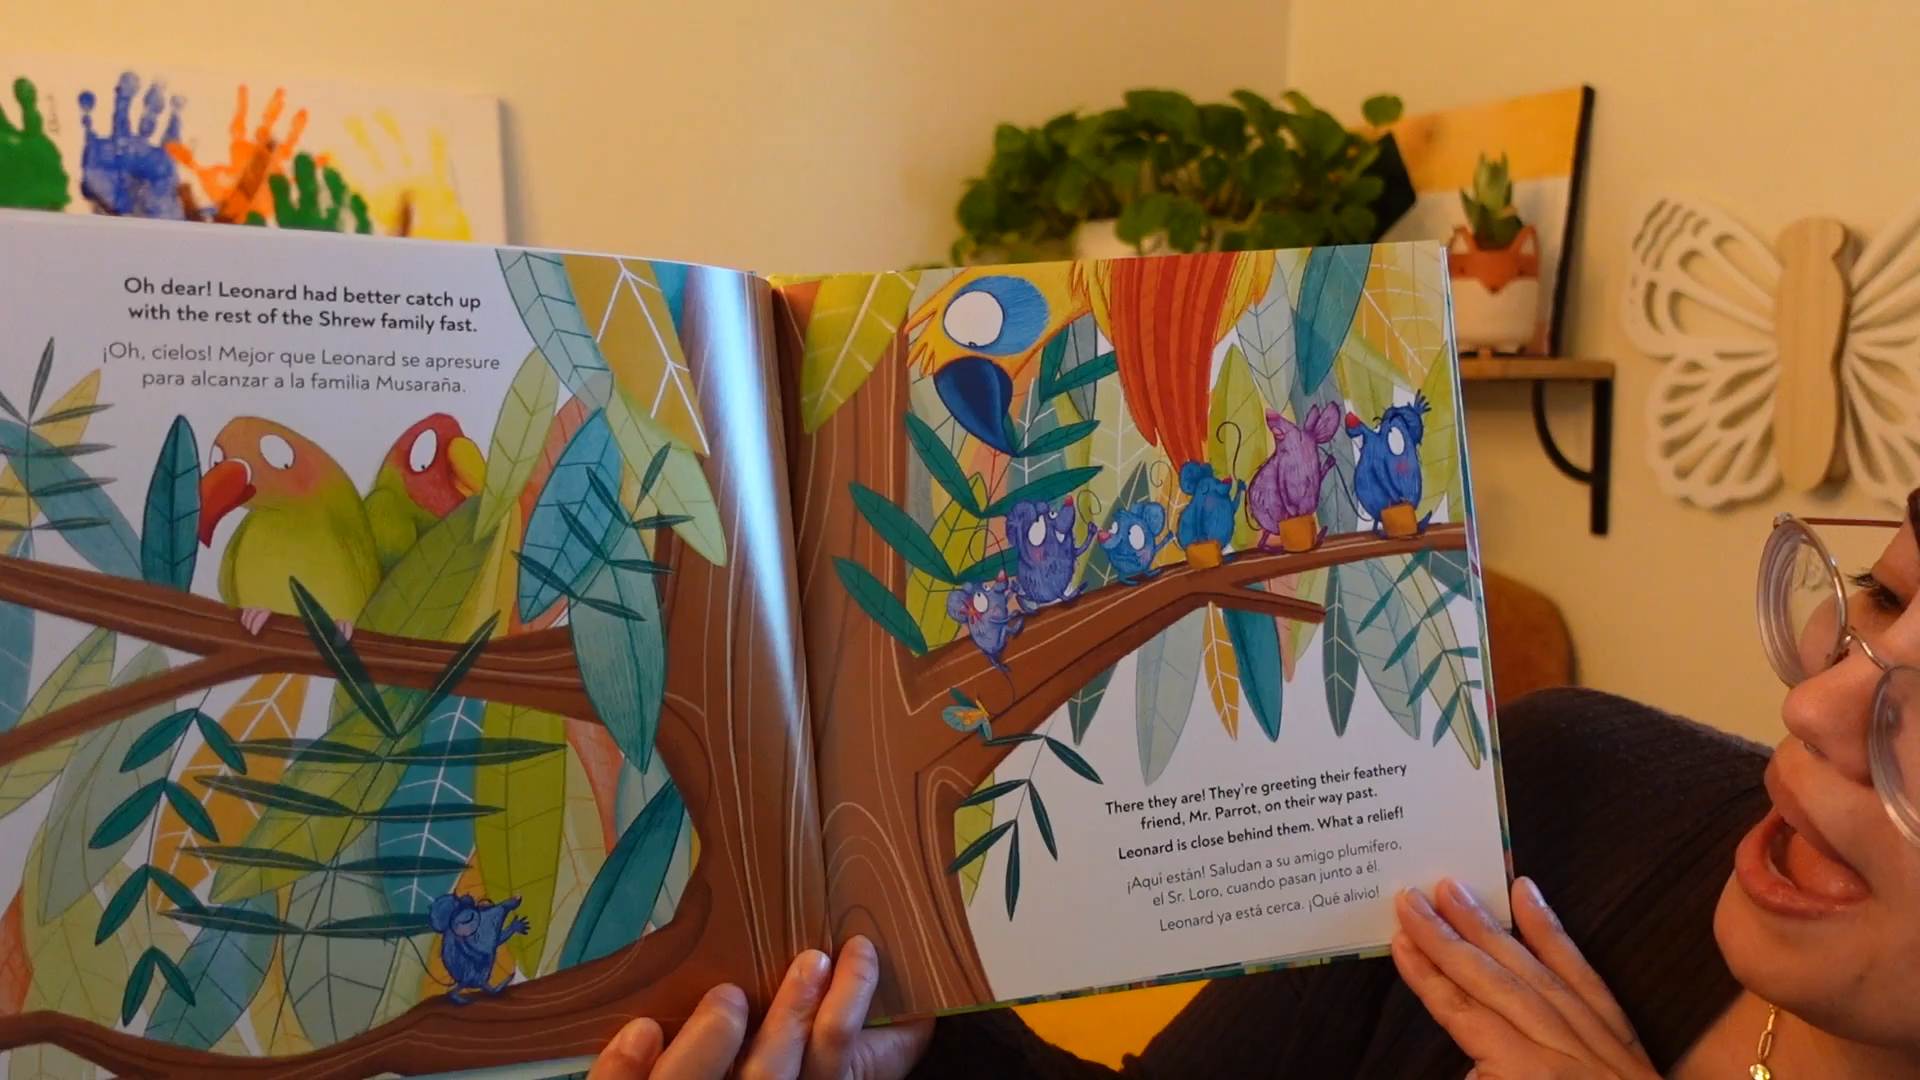 Oh dear! Leonard had better catch up
with the rest of the Shrew family fast.
¡Oh, cielos! Mejor que Leonard se apresure
para alcanzar a la familia Musaraña.
There they are! They're greeting their feathery
friend, Mr. Parrot, on their way past.
Leonard is close behind them. What a relief!
¡Aquí están! Saludan a su amigo plumífero,
el Sr. Loro, cuando pasan junto a él.
Leonard ya está cerca. ¡Qué alivio!